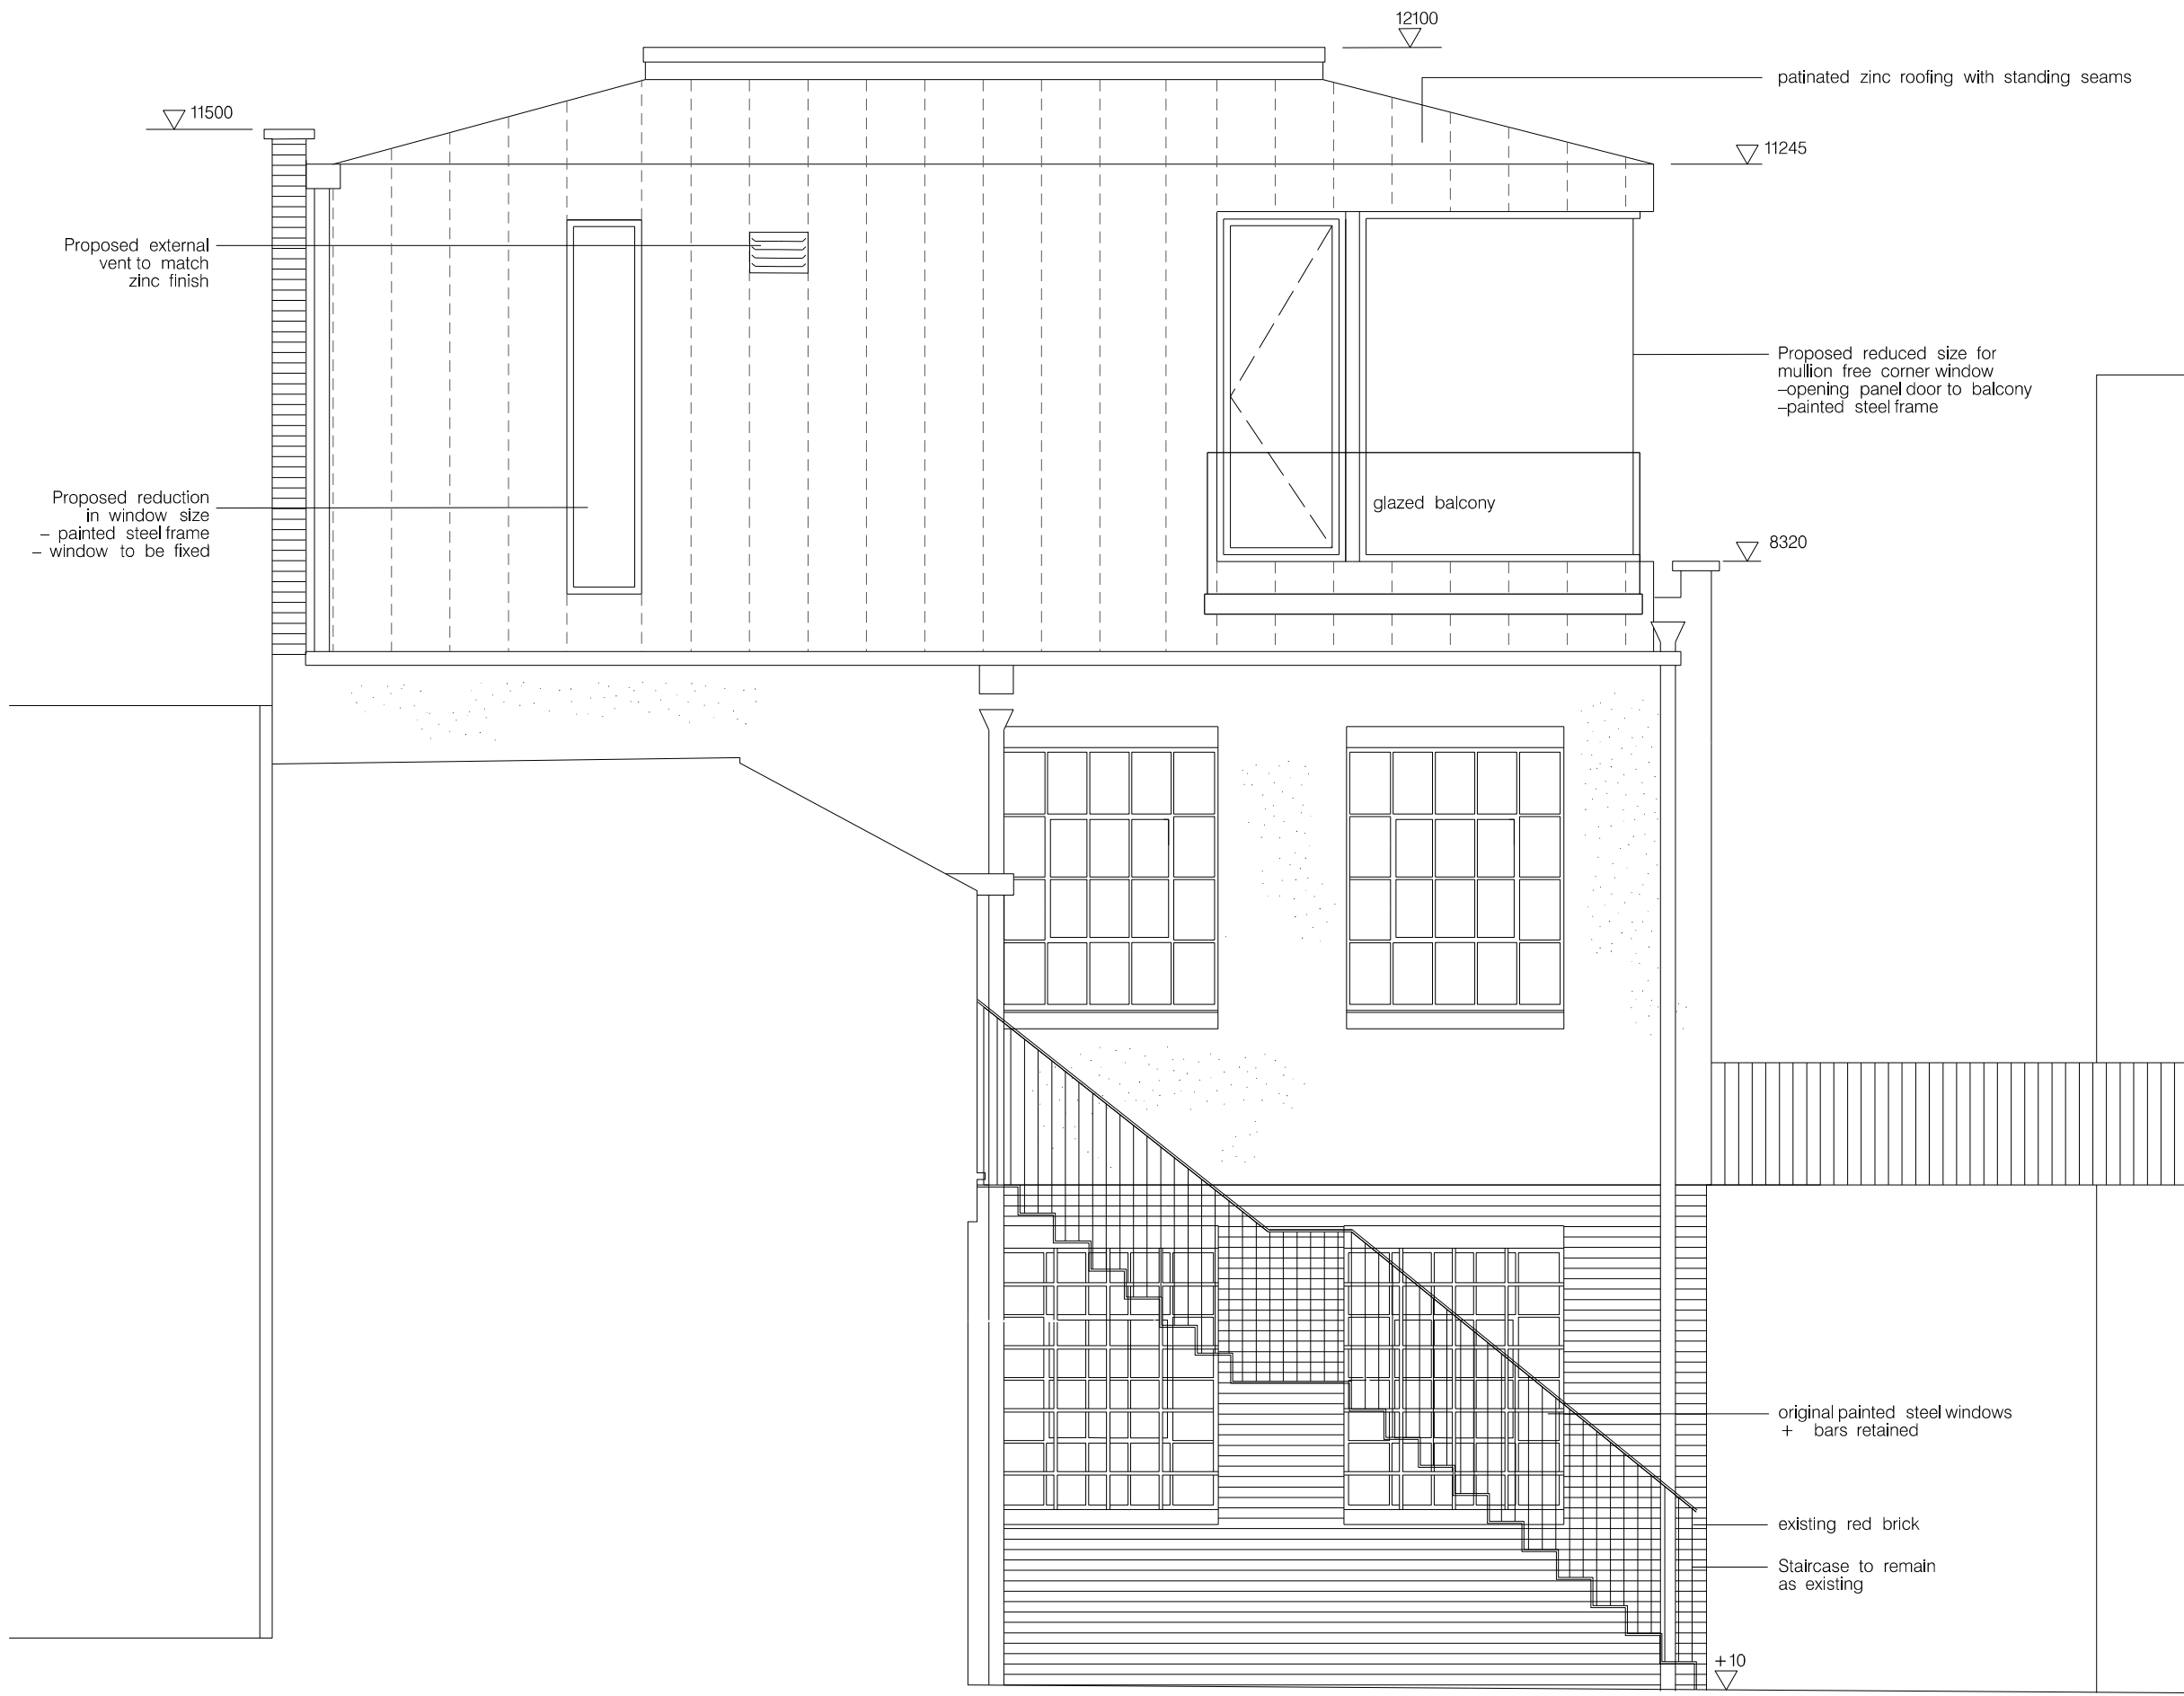 12100
patinated zinc roofing with standing seams
11500
11245
Proposed external
vent to match
zinc finish
Proposed reduced size for
mullion free corner window
–opening panel door to balcony
–painted steel frame
Proposed reduction
in window size
– painted steel frame
– window to be fixed
glazed balcony
8320
original painted steel windows
+ bars retained
existing red brick
Staircase to remain
as existing
+10